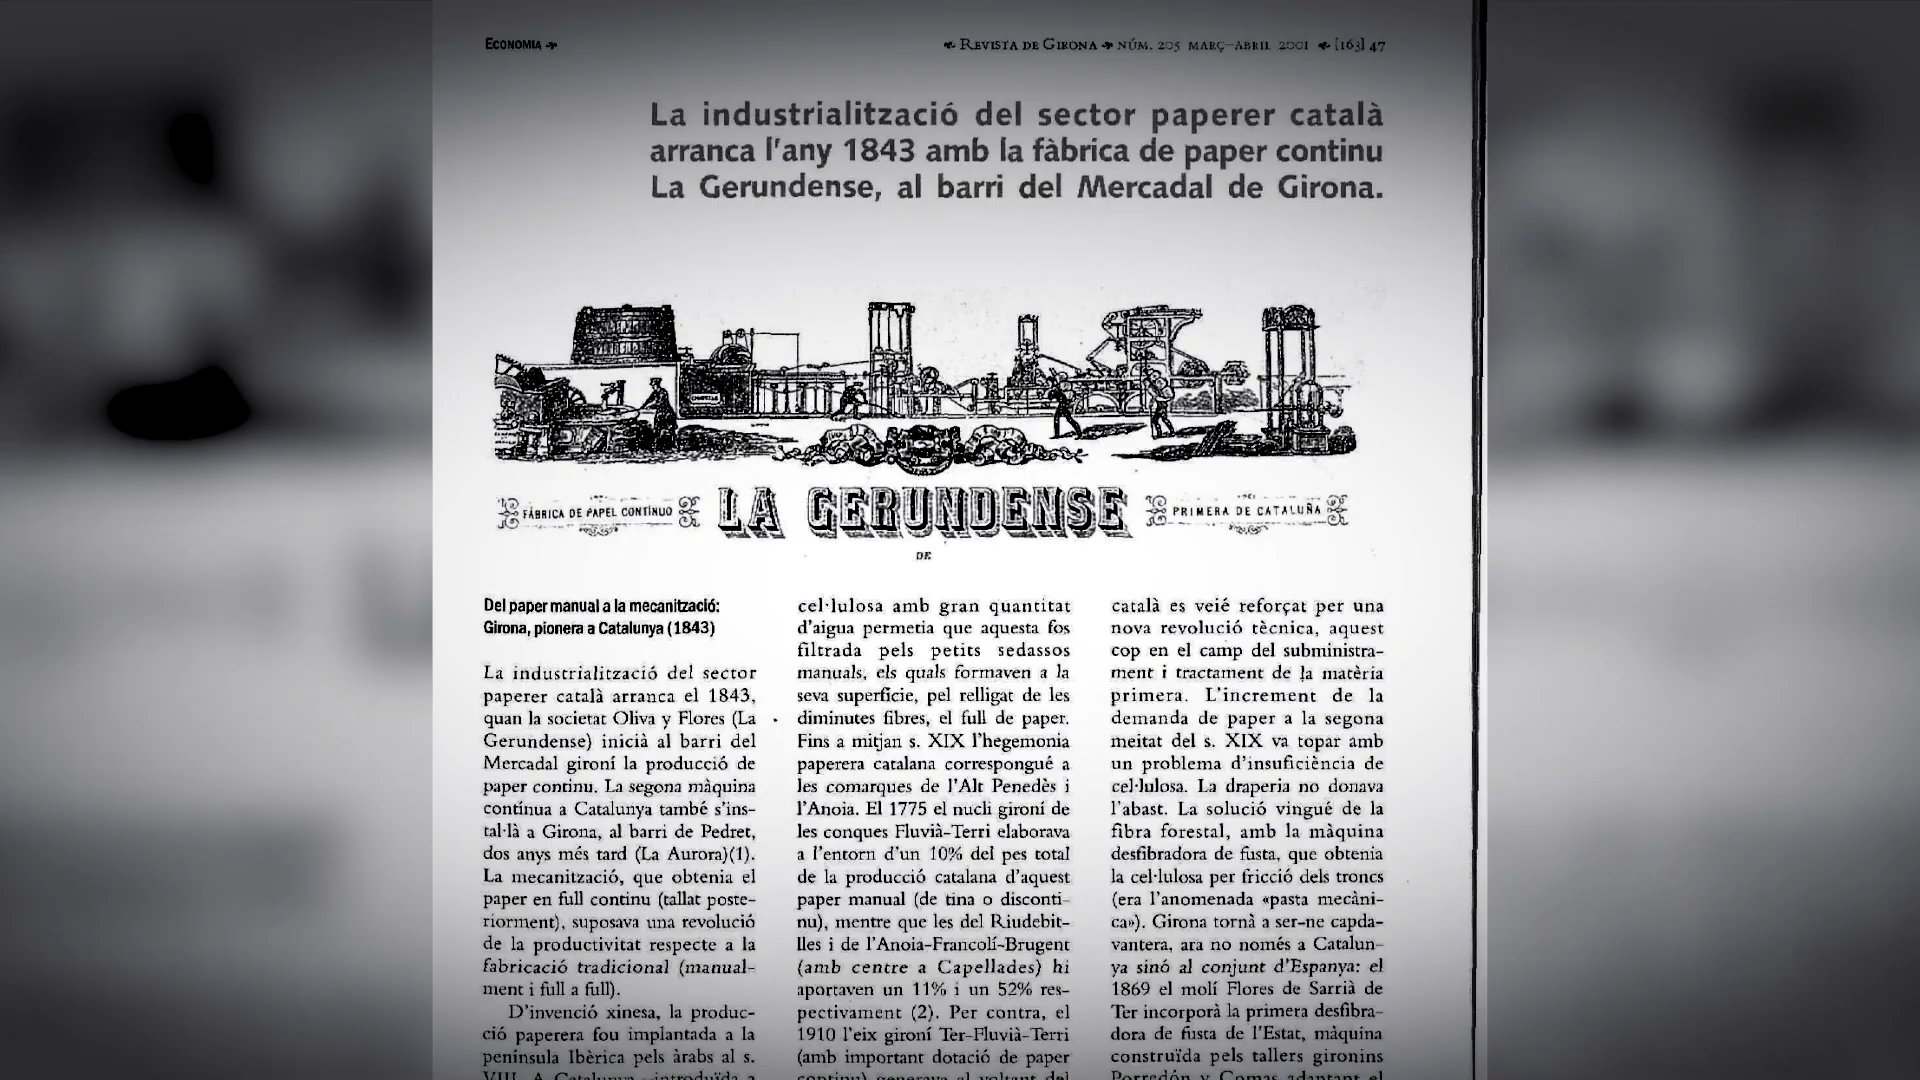 ECONOMIA
REVISTA DE GIRONA NÚM. 205 MARÇ-ABRIL 2001 [163] 47
La industrialització del sector paperer català
arranca l'any 1843 amb la fàbrica de paper continu
La Gerundense, al barri del Mercadal de Girona.
FÁBRICA DE PAPEL CONTINUO
LA GERUNDENSE
PRIMERA DE CATALUÑA
DE
Del paper manual a la mecanització:
Girona, pionera a Catalunya (1843)
La industrialització del sector
paperer català arranca el 1843,
quan la societat Oliva y Flores (La
Gerundense) inicià al barri del
Mercadal gironí la producció de
paper continu. La segona màquina
contínua a Catalunya també s'ins-
tal·là a Girona, al barri de Pedret,
dos anys més tard (La Aurora)(1).
La mecanització, que obtenia el
paper en full continu (tallat poste-
riorment), suposava una revolució
de la productivitat respecte a la
fabricació tradicional (manual-
ment i full a full).
D'invenció xinesa, la produc-
ció paperera fou implantada a la
península Ibèrica pels àrabs al s.
VIII. A Catalunya introduïda a
cel·lulosa amb gran quantitat
d'aigua permetia que aquesta fos
filtrada pels petits sedassos
manuals, els quals formaven a la
seva superfície, pel relligat de les
diminutes fibres, el full de paper.
Fins a mitjan s. XIX l'hegemonia
paperera catalana correspongué a
les comarques de l'Alt Penedès i
l'Anoia. El 1775 el nucli gironí de
les conques Fluvià-Terri elaborava
a l'entorn d'un 10% del pes total
de la producció catalana d'aquest
paper manual (de tina o disconti-
nu), mentre que les del Riudebit-
lles i de l'Anoia-Francolí-Brugent
(amb centre a Capellades) hi
aportaven un 11% i un 52% res-
pectivament (2). Per contra, el
1910 l'eix gironí Ter-Fluvià-Terri
(amb important dotació de paper
continu) generava al voltant del
català es veié reforçat per una
nova revolució tècnica, aquest
cop en el camp del subministra-
ment i tractament de la matèria
primera. L'increment de la
demanda de paper a la segona
meitat del s. XIX va topar amb
un problema d'insuficiència de
cel·lulosa. La draperia no donava
l'abast. La solució vingué de la
fibra forestal, amb la màquina
desfibradora de fusta, que obtenia
la cel·lulosa per fricció dels troncs
(era l'anomenada «pasta mecàni-
ca»). Girona tornà a ser-ne capda-
vantera, ara no només a Catalun-
ya sinó al conjunt d'Espanya: el
1869 el molí Flores de Sarrià de
Ter incorporà la primera desfibra-
dora de fusta de l'Estat, màquina
construïda pels tallers gironins
Porredón y Comas adaptant el